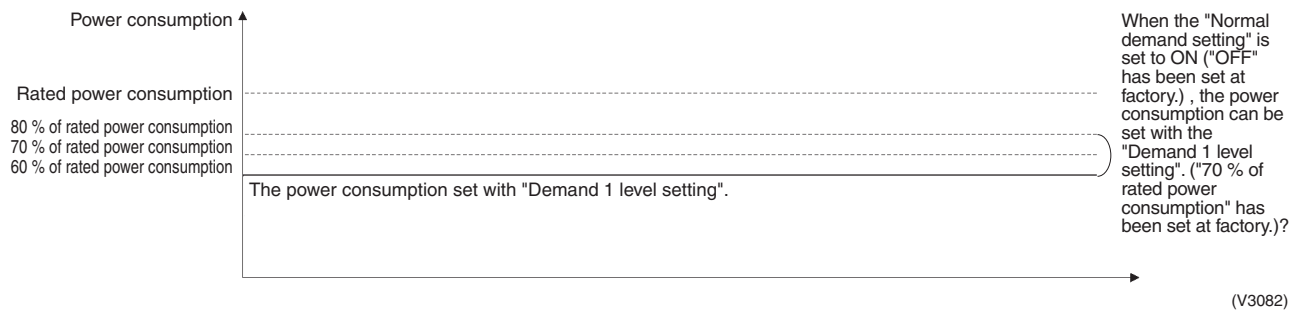 Power consumption
Rated power consumption
80 % of rated power consumption
70 % of rated power consumption
60 % of rated power consumption
The power consumption set with "Demand 1 level setting".
When the "Normal
demand setting" is
set to ON ("OFF"
has been set at
factory.) , the power
consumption can be
set with the
"Demand 1 level
setting". ("70 % of
rated power
consumption" has
been set at factory.)?
(V3082)